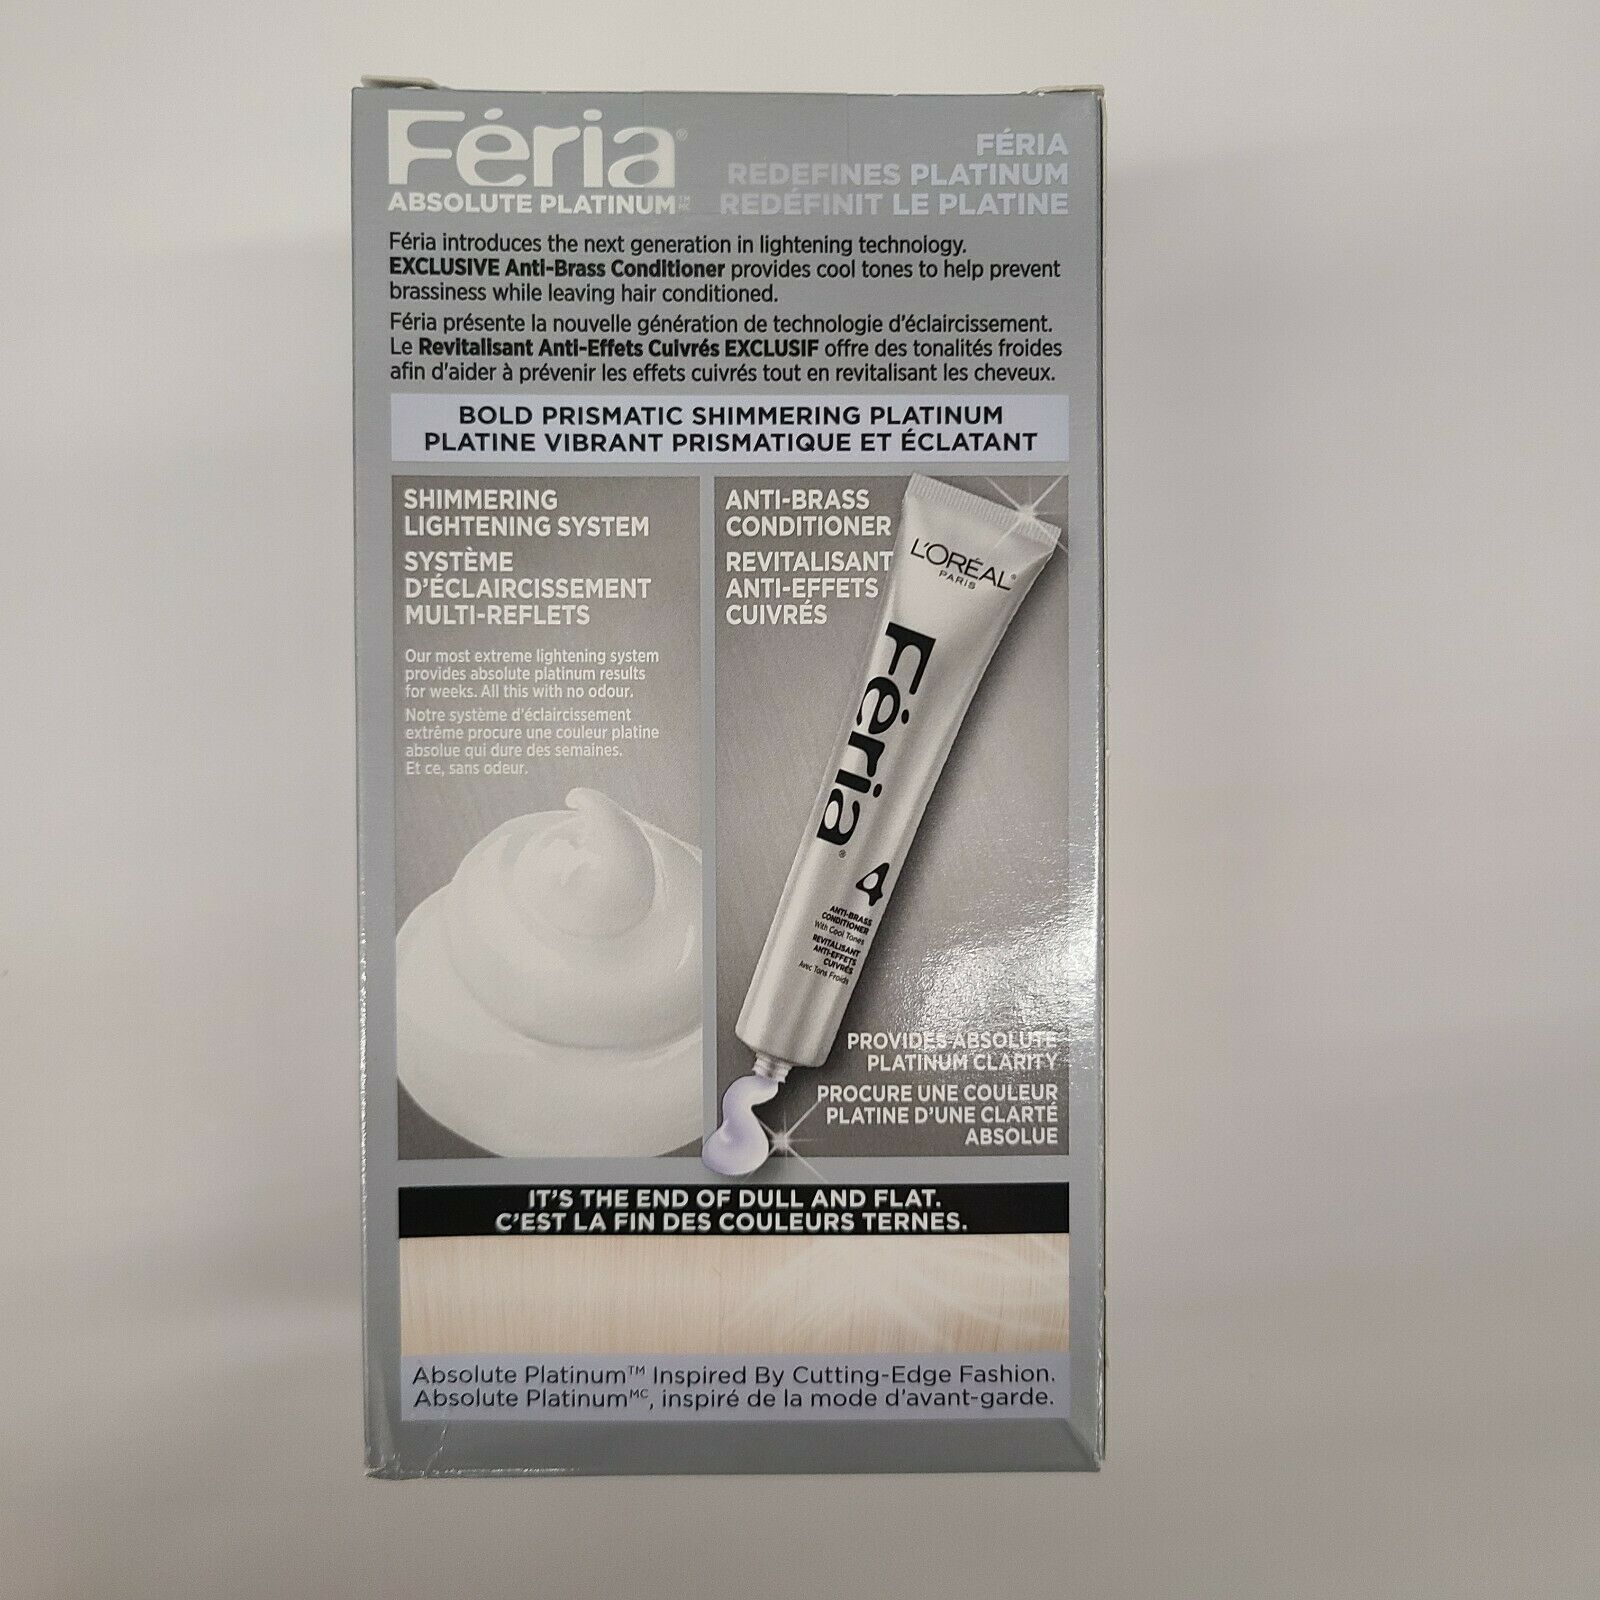 Féria®
ABSOLUTE PLATINUM TM MC
FÉRIA
REDEFINES PLATINUM
REDÉFINIT LE PLATINE
Féria introduces the next generation in lightening technology.
EXCLUSIVE Anti-Brass Conditioner provides cool tones to help prevent
brassiness while leaving hair conditioned.
Féria présente la nouvelle génération de technologie d'éclaircissement.
Le Revitalisant Anti-Effets Cuivrés EXCLUSIF offre des tonalités froides
afin d'aider à prévenir les effets cuivrés tout en revitalisant les cheveux.
BOLD PRISMATIC SHIMMERING PLATINUM
PLATINE VIBRANT PRISMATIQUE ET ÉCLATANT
SHIMMERING
LIGHTENING SYSTEM
SYSTÈME
D'ÉCLAIRCISSEMENT
MULTI-REFLETS
Our most extreme lightening system
provides absolute platinum results
for weeks. All this with no odour.
Notre système d'éclaircissement
extrême procure une couleur platine
absolue qui dure des semaines.
Et ce, sans odeur.
ANTI-BRASS
CONDITIONER
REVITALISANT
ANTI-EFFETS
CUIVRÉS
L'ORÉAL®
PARIS
Féria®
4
ANTI-BRASS
CONDITIONER
With Cool Tones
REVITALISANT
ANTI-EFFETS
CUIVRÉS
Avec Tons Froids
PROVIDES ABSOLUTE
PLATINUM CLARITY
PROCURE UNE COULEUR
PLATINE D'UNE CLARTÉ
ABSOLUE
IT'S THE END OF DULL AND FLAT.
C'EST LA FIN DES COULEURS TERNES.
Absolute Platinum™ Inspired By Cutting-Edge Fashion.
Absolute Platinum MC, inspiré de la mode d'avant-garde.